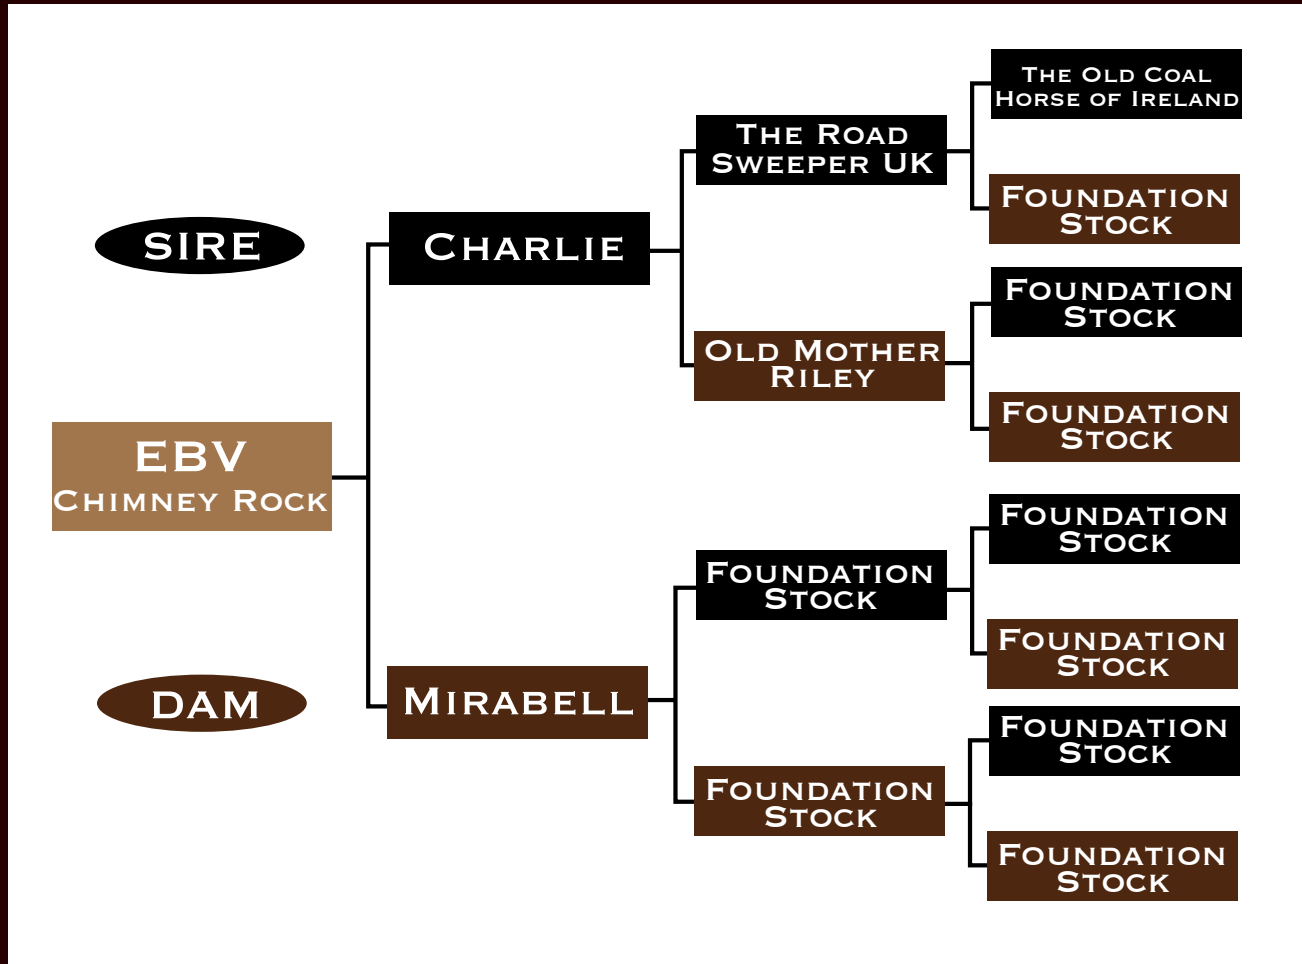 The Old Coal
Horse of Ireland
The Road
Sweeper UK
Foundation
Stock
SIRE
Charlie
Foundation
Stock
Old Mother
Riley
Foundation
Stock
EBV
Chimney Rock
Foundation
Stock
Foundation
Stock
Foundation
Stock
DAM
Mirabell
Foundation
Stock
Foundation
Stock
Foundation
Stock